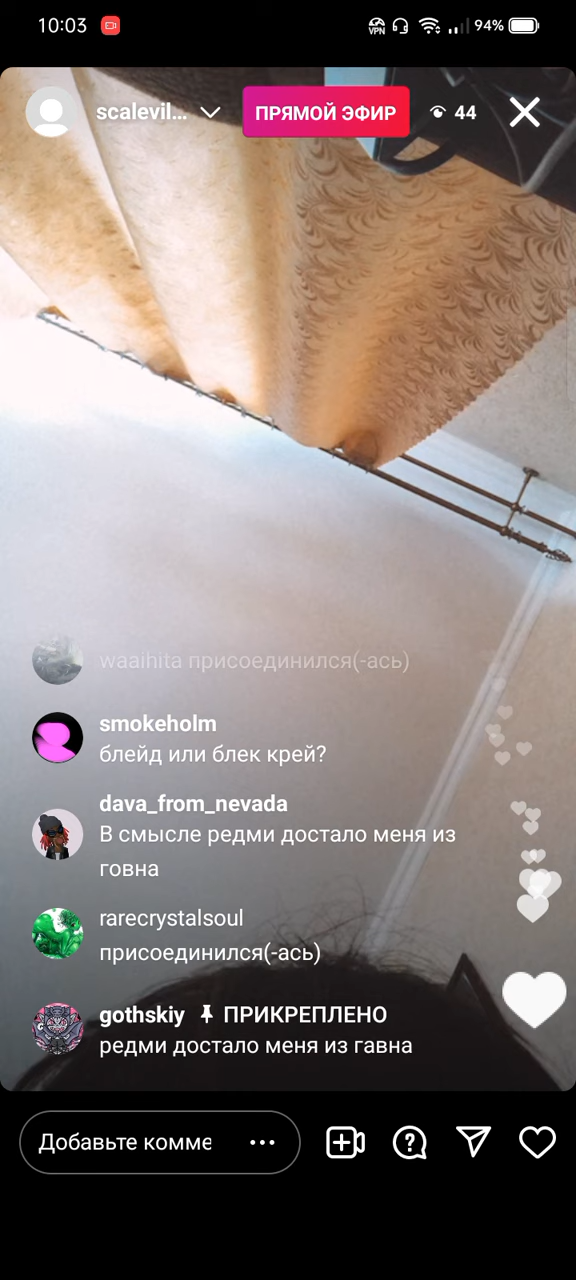 10:03
VPN
94%
scalevil...
ПРЯМОЙ ЭФИР
44
waaihita присоединился(-ась)
smokeholm
блейд или блек крей?
dava_from_nevada
В смысле редми достало меня из
говна
rarecrystalsoul
присоединился(-ась)
gothskiy ПРИКРЕПЛЕНО
редми достало меня из гавна
Добавьте комме